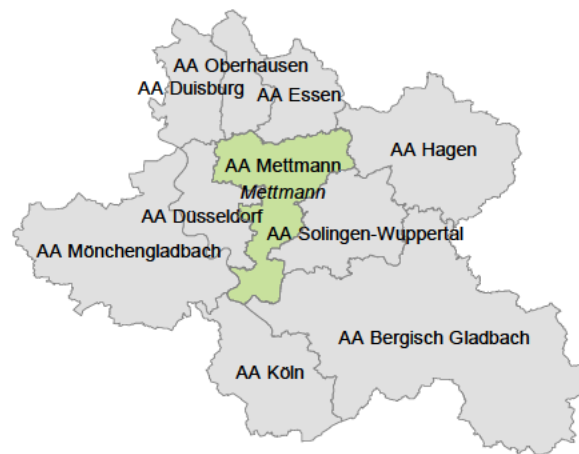 AA Oberhausen
AA Duisburg
AA Essen
AA Hagen
AA Mettmann
Mettmann
AA Düsseldorf
AA Solingen-Wuppertal
AA Mönchengladbach
AA Bergisch Gladbach
AA Köln